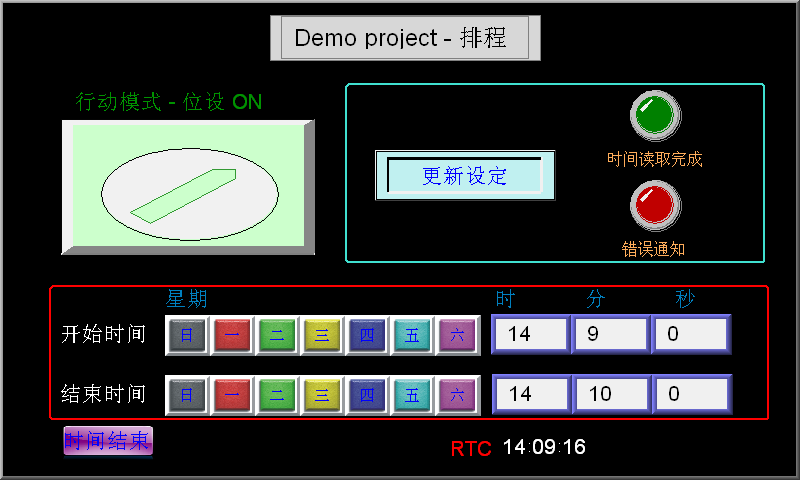 Demo project - 排程
行动模式 - 位设 ON
时间读取完成
更新设定
错误通知
星期 时 分 秒
开始时间 日 一 二 三 四 五 六 14 9 0
结束时间 日 一 二 三 四 五 六 14 10 0
时间结束
RTC 14:09:16